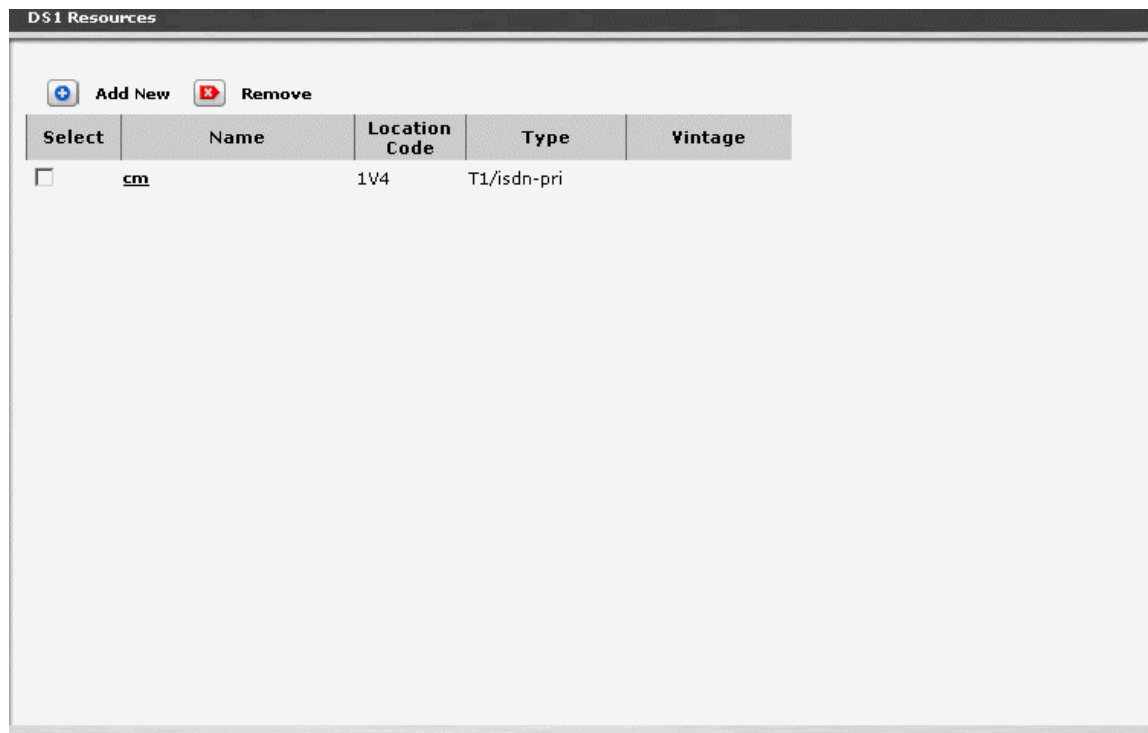 DS1 Resources
Add New Remove
Select Name Location Code Type Vintage
cm 1V4 T1/isdn-pri